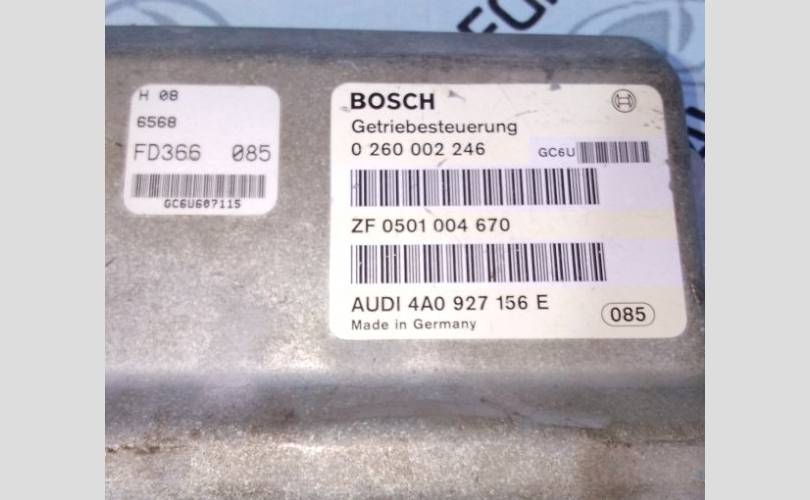 H 08
6568
FD366 085
GC6U607115
BOSCH
Getriebesteuerung
0 260 002 246 GC6U
ZF 0501 004 670
AUDI 4A0 927 156 E
Made in Germany 085